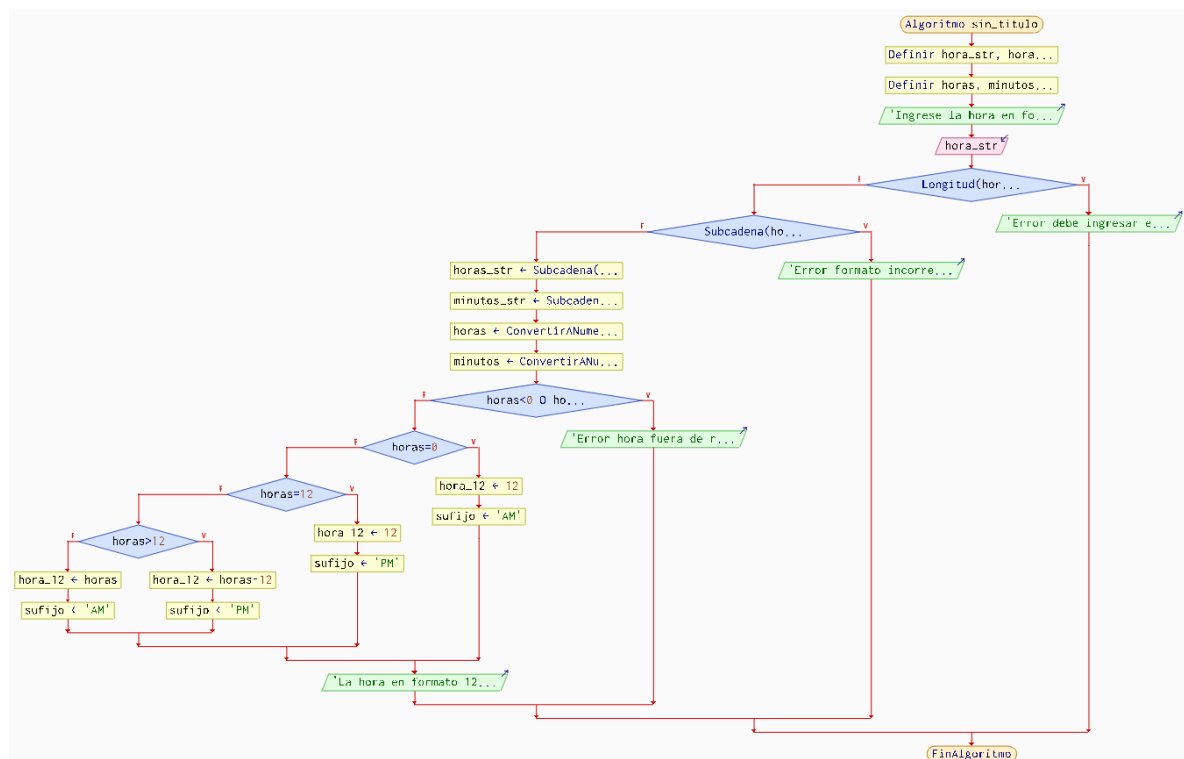 Algoritmo sin_titulo
Definir hora_str, hora...
Definir horas, minutos...
'Ingrese la hora en fo...
hora_str
F
V
Longitud(hor...
'Error debe ingresar e...
F
V
Subcadena(ho...
horas_str ← Subcadena(...
'Error formato incorre...
minutos_str ← Subcaden...
horas ← ConvertirANume...
minutos ← ConvertirANu...
F
V
horas<0 O ho...
'Error hora fuera de r...
F
V
horas=0
hora_12 ← 12
sufijo ← 'AM'
F
V
horas=12
hora_12 ← 12
sufijo ← 'PM'
F
V
horas>12
hora_12 ← horas
hora_12 ← horas-12
sufijo ← 'AM'
sufijo ← 'PM'
'La hora en formato 12...
FinAlgoritmo